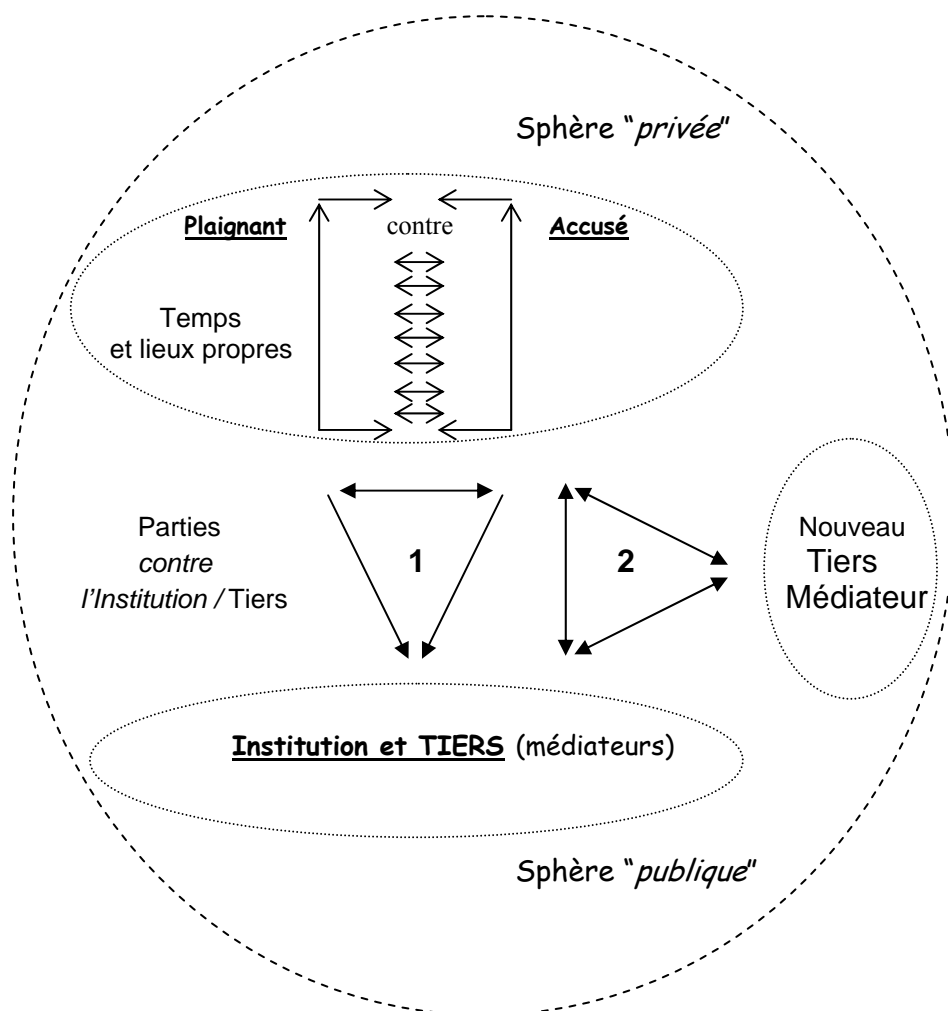 Sphère "privée"
Plaignant contre Accusé
Temps
et lieux propres
Parties
contre
l'Institution / Tiers
1
2
Nouveau
Tiers
Médiateur
Institution et TIERS (médiateurs)
Sphère "publique"